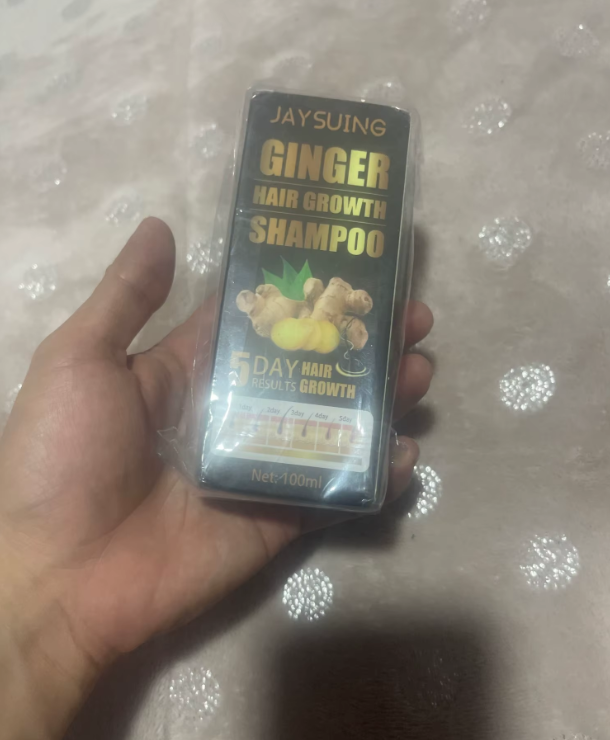 JAYSUING
GINGER
HAIR GROWTH
SHAMPOO
5 DAY HAIR
RESULTS GROWTH
Net: 100ml